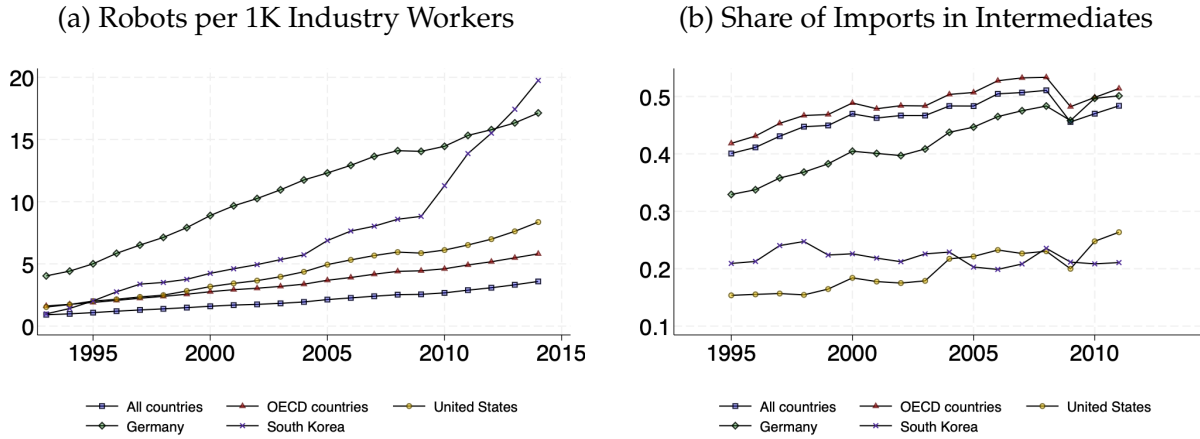 (a) Robots per 1K Industry Workers
20
15
10
5
0
1995 2000 2005 2010 2015
All countries OECD countries United States
Germany South Korea
(b) Share of Imports in Intermediates
0.5
0.4
0.3
0.2
0.1
1995 2000 2005 2010
All countries OECD countries United States
Germany South Korea